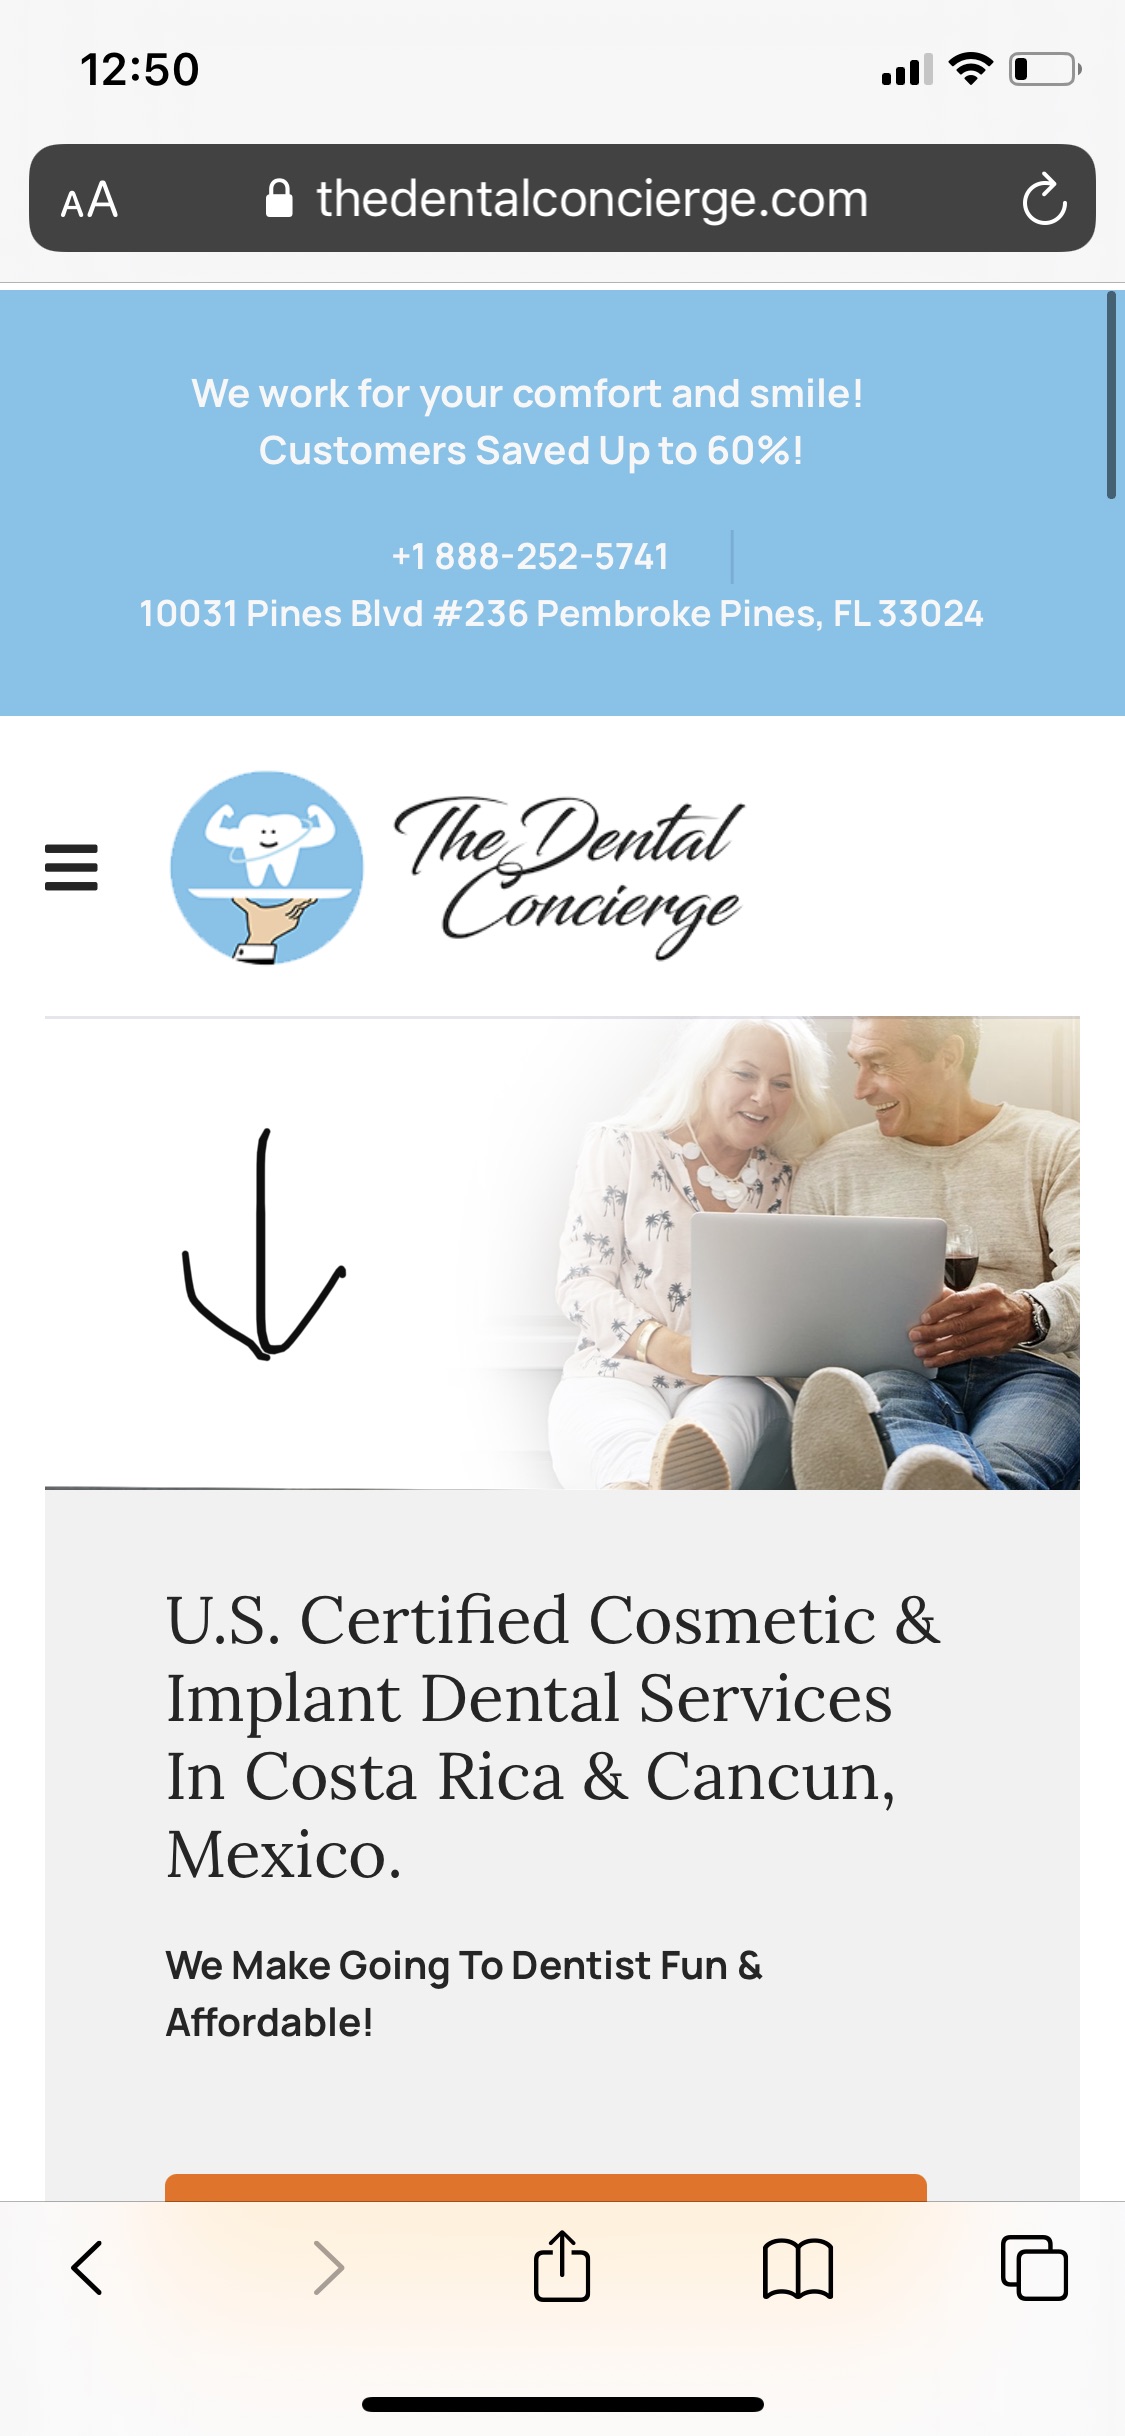 12:50
AA thedentalconcierge.com
We work for your comfort and smile!
Customers Saved Up to 60%!
+1 888-252-5741
10031 Pines Blvd #236 Pembroke Pines, FL 33024
The Dental
Concierge
U.S. Certified Cosmetic &
Implant Dental Services
In Costa Rica & Cancun,
Mexico.
We Make Going To Dentist Fun &
Affordable!